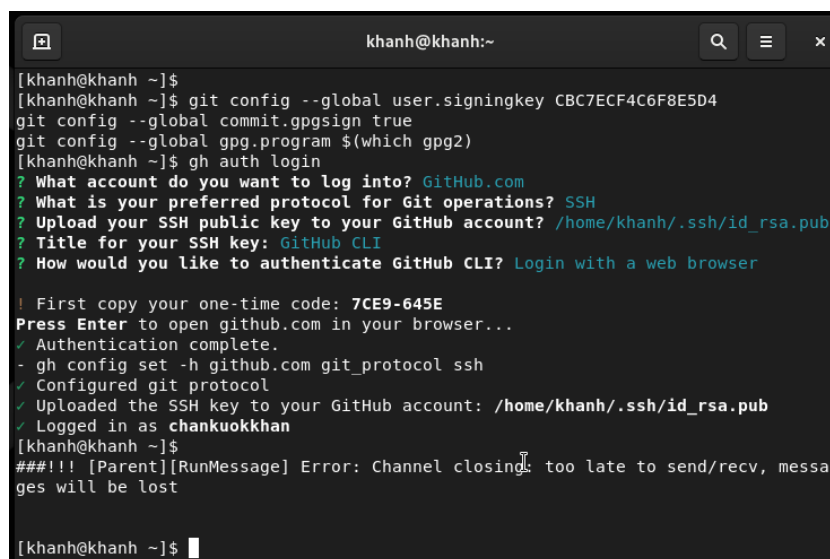 khanh@khanh:~
[khanh@khanh ~]$
[khanh@khanh ~]$ git config --global user.signingkey CBC7ECF4C6F8E5D4
git config --global commit.gpgsign true
git config --global gpg.program $(which gpg2)
[khanh@khanh ~]$ gh auth login
? What account do you want to log into? GitHub.com
? What is your preferred protocol for Git operations? SSH
? Upload your SSH public key to your GitHub account? /home/khanh/.ssh/id_rsa.pub
? Title for your SSH key: GitHub CLI
? How would you like to authenticate GitHub CLI? Login with a web browser
! First copy your one-time code: 7CE9-645E
Press Enter to open github.com in your browser...
✓ Authentication complete.
- gh config set -h github.com git_protocol ssh
✓ Configured git protocol
✓ Uploaded the SSH key to your GitHub account: /home/khanh/.ssh/id_rsa.pub
✓ Logged in as chankuokkhan
[khanh@khanh ~]$
###!!! [Parent][RunMessage] Error: Channel closing: too late to send/recv, messa
ges will be lost
[khanh@khanh ~]$